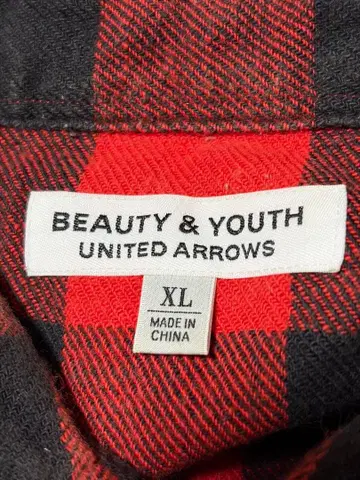 BEAUTY & YOUTH
UNITED ARROWS
XL
MADE IN
CHINA